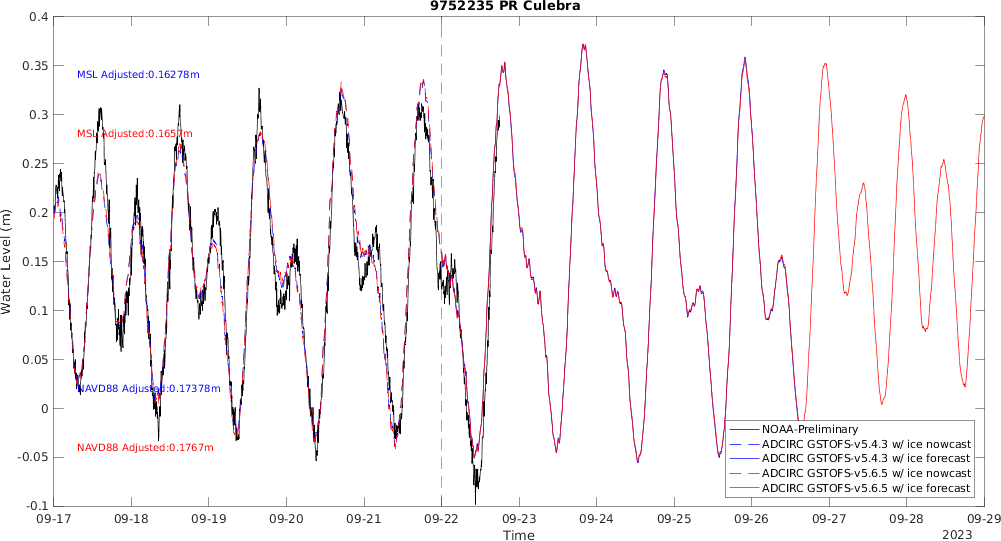 9752235 PR Culebra
0.4
0.35
0.3
0.25
0.2
0.15
0.1
0.05
0
-0.05
-0.1
Water Level (m)
MSL Adjusted:0.16278m
MSL Adjusted:0.1657m
NAVD88 Adjusted:0.17378m
NAVD88 Adjusted:0.1767m
NOAA-Preliminary
ADCIRC GSTOFS-v5.4.3 w/ ice nowcast
ADCIRC GSTOFS-v5.4.3 w/ ice forecast
ADCIRC GSTOFS-v5.6.5 w/ ice nowcast
ADCIRC GSTOFS-v5.6.5 w/ ice forecast
09-17 09-18 09-19 09-20 09-21 09-22 09-23 09-24 09-25 09-26 09-27 09-28 09-29
Time
2023